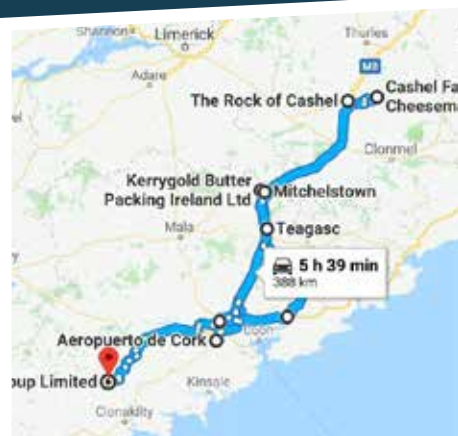 Shannon
Limerick
Thurles
Adare
M8
The Rock of Cashel
Cashel Fa
Cheesema
Clonmel
Kerrygold Butter
Packing Ireland Ltd
Mitchelstown
Mala
Teagasc
5 h 39 min
388 km
Aeropuerto de Cork
oup Limited
Kinsale
Clonakilty